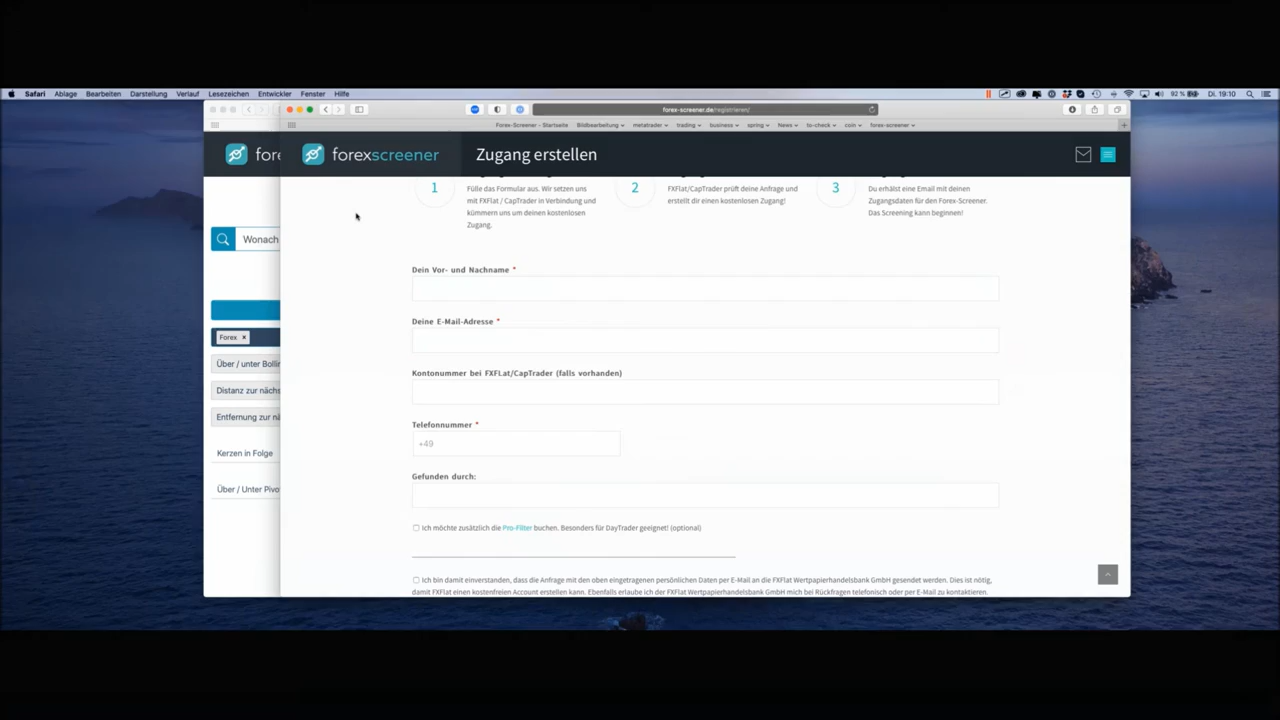 Safari Ablage Bearbeiten Darstellung Verlauf Lesezeichen Entwickler Fenster Hilfe
92 % Di. 19:10
forex-screener.de/registrieren/
Forex-Screener - Startseite Bildbearbeitung metatrader trading business spring News to-check coin forex-screener
fore
forexscreener Zugang erstellen
1
Fülle das Formular aus. Wir setzen uns
mit FXFlat / CapTrader in Verbindung und
kümmern uns um deinen kostenlosen
Zugang.
2
FXFlat/CapTrader prüft deine Anfrage und
erstellt dir einen kostenlosen Zugang!
3
Du erhälst eine Email mit deinen
Zugangsdaten für den Forex-Screener.
Das Screening kann beginnen!
Wonach
Forex ×
Über / unter Bollin
Distanz zur nächs
Entfernung zur nä
Kerzen in Folge
Über / Unter Pivo
Dein Vor- und Nachname *
Deine E-Mail-Adresse *
Kontonummer bei FXFLat/CapTrader (falls vorhanden)
Telefonnummer *
+49
Gefunden durch:
Ich möchte zusätzlich die Pro-Filter buchen. Besonders für DayTrader geeignet! (optional)
Ich bin damit einverstanden, dass die Anfrage mit den oben eingetragenen persönlichen Daten per E-Mail an die FXFlat Wertpapierhandelsbank GmbH gesendet werden. Dies ist nötig,
damit FXFlat einen kostenfreien Account erstellen kann. Ebenfalls erlaube ich der FXFlat Wertpapierhandelsbank GmbH mich bei Rückfragen telefonisch oder per E-Mail zu kontaktieren.